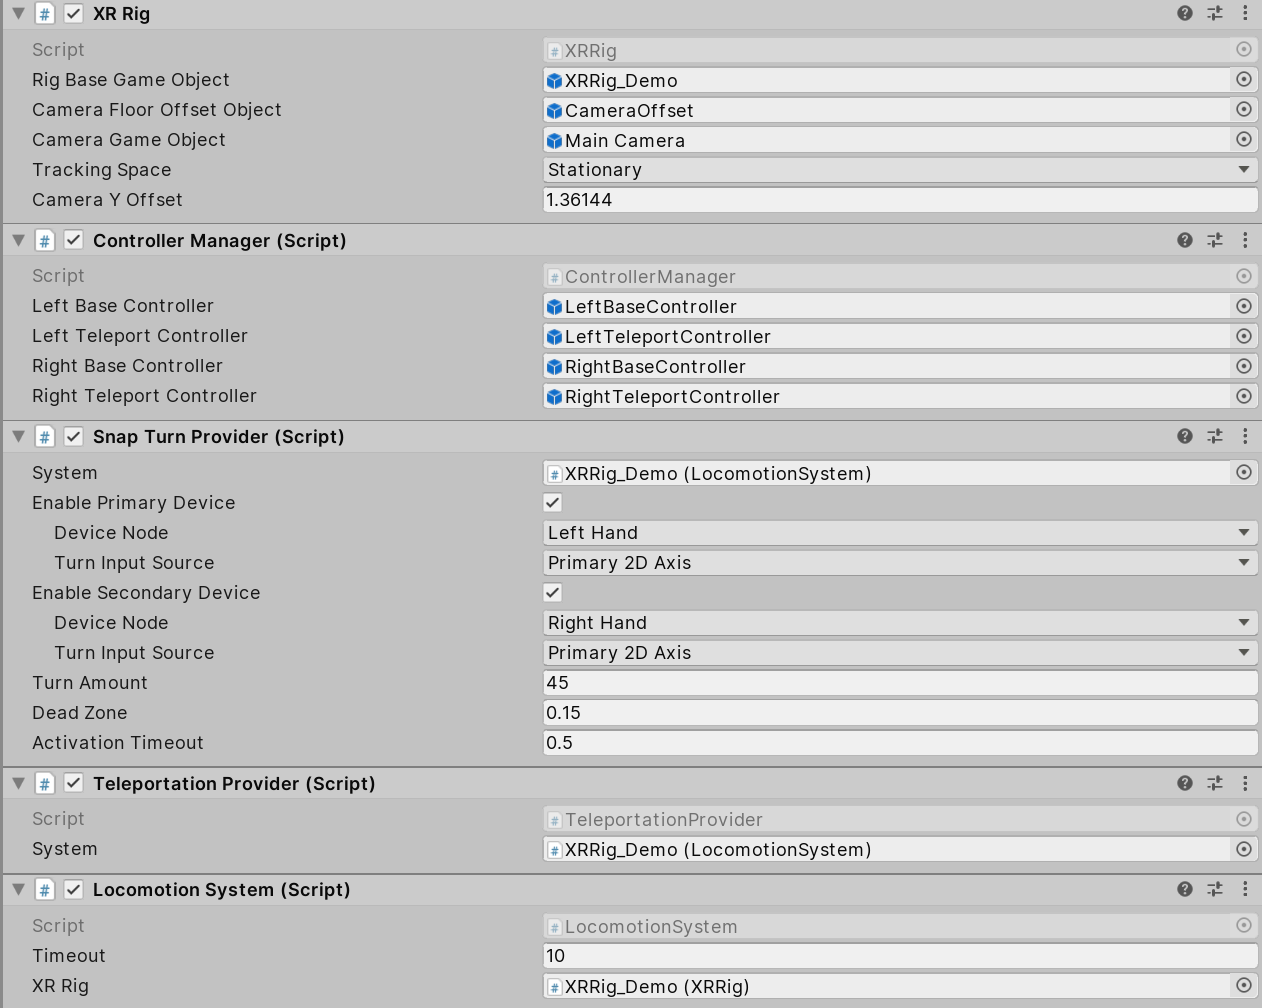 XR Rig
Script XRRig
Rig Base Game Object XRRig_Demo
Camera Floor Offset Object CameraOffset
Camera Game Object Main Camera
Tracking Space Stationary
Camera Y Offset 1.36144
Controller Manager (Script)
Script ControllerManager
Left Base Controller LeftBaseController
Left Teleport Controller LeftTeleportController
Right Base Controller RightBaseController
Right Teleport Controller RightTeleportController
Snap Turn Provider (Script)
System XRRig_Demo (LocomotionSystem)
Enable Primary Device
Device Node Left Hand
Turn Input Source Primary 2D Axis
Enable Secondary Device
Device Node Right Hand
Turn Input Source Primary 2D Axis
Turn Amount 45
Dead Zone 0.15
Activation Timeout 0.5
Teleportation Provider (Script)
Script TeleportationProvider
System XRRig_Demo (LocomotionSystem)
Locomotion System (Script)
Script LocomotionSystem
Timeout 10
XR Rig XRRig_Demo (XRRig)